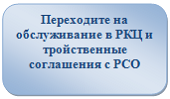 Переходите на
обслуживание в РКЦ и
тройственные
соглашения с РСО